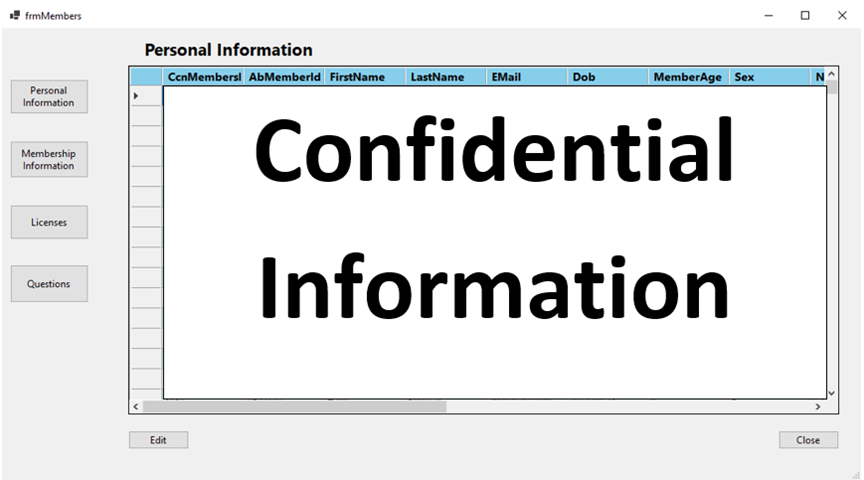 frmMembers
Personal Information
CcnMembersI AbMemberId FirstName LastName EMail Dob MemberAge Sex N
Personal
Information
Membership
Information
Licenses
Questions
Confidential
Information
Edit
Close